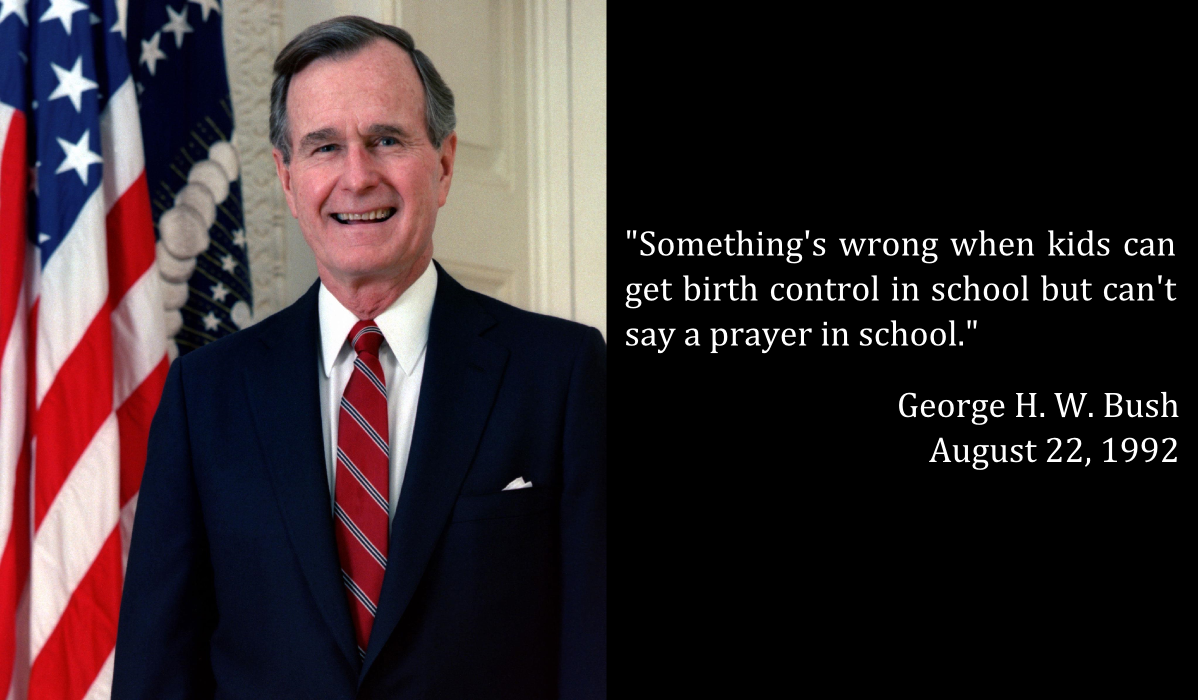 "Something's wrong when kids can
get birth control in school but can't
say a prayer in school."
George H. W. Bush
August 22, 1992